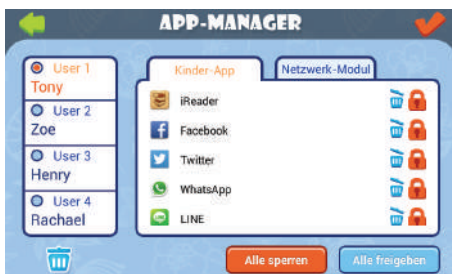 APP-MANAGER
User 1
Tony
User 2
Zoe
User 3
Henry
User 4
Rachael
Kinder-App
Netzwerk-Modul
iReader
Facebook
Twitter
WhatsApp
LINE
Alle sperren
Alle freigeben